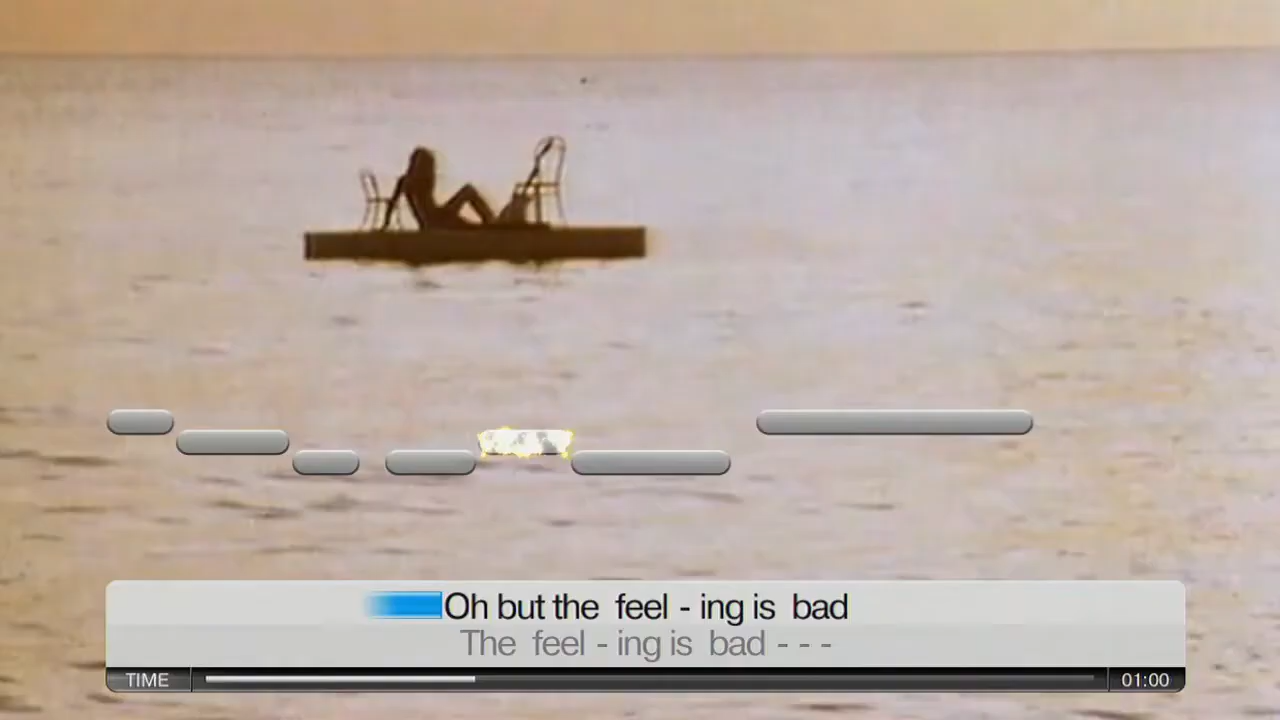 Oh but the feel - ing is bad
The feel - ing is bad - - -
TIME 01:00